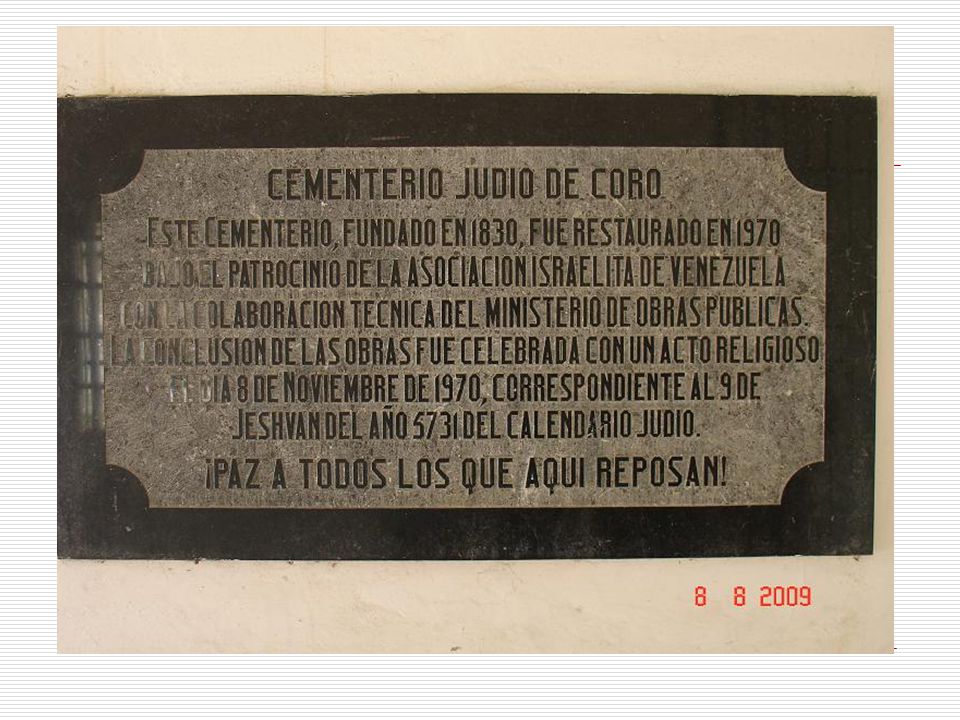 CEMENTERIO JUDIO DE CORO
ESTE CEMENTERIO, FUNDADO EN 1830, FUE RESTAURADO EN 1970
BAJO EL PATROCINIO DE LA ASOCIACION ISRAELITA DE VENEZUELA
CON LA COLABORACION TECNICA DEL MINISTERIO DE OBRAS PUBLICAS.
LA CONCLUSION DE LAS OBRAS FUE CELEBRADA CON UN ACTO RELIGIOSO
EL DIA 8 DE NOVIEMBRE DE 1970, CORRESPONDIENTE AL 9 DE
JESHVAN DEL AÑO 5731 DEL CALENDARIO JUDIO.
¡PAZ A TODOS LOS QUE AQUI REPOSAN!
8 8 2009